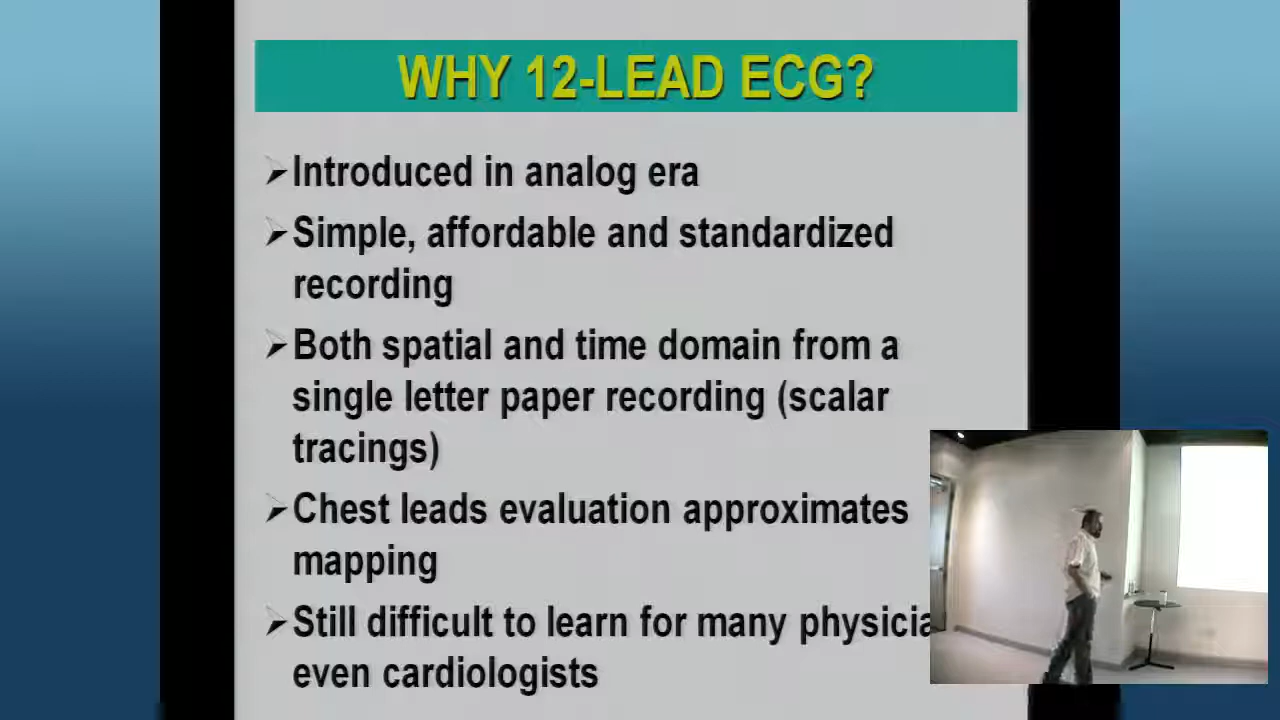 WHY 12-LEAD ECG?
➢Introduced in analog era
➢Simple, affordable and standardized
recording
➢Both spatial and time domain from a
single letter paper recording (scalar
tracings)
➢Chest leads evaluation approximates
mapping
➢Still difficult to learn for many
even cardiologists